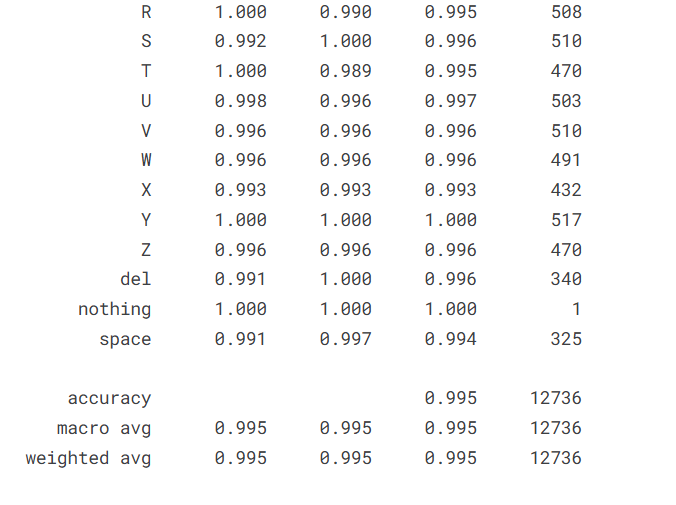 R 1.000 0.990 0.995 508
S 0.992 1.000 0.996 510
T 1.000 0.989 0.995 470
U 0.998 0.996 0.997 503
V 0.996 0.996 0.996 510
W 0.996 0.996 0.996 491
X 0.993 0.993 0.993 432
Y 1.000 1.000 1.000 517
Z 0.996 0.996 0.996 470
del 0.991 1.000 0.996 340
nothing 1.000 1.000 1.000 1
space 0.991 0.997 0.994 325
accuracy 0.995 12736
macro avg 0.995 0.995 0.995 12736
weighted avg 0.995 0.995 0.995 12736